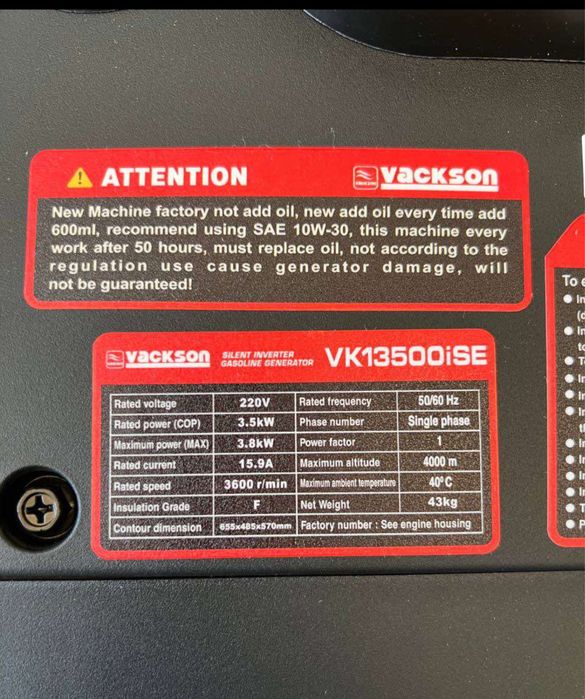 ATTENTION
VACKSON
New Machine factory not add oil, new add oil every time add
600ml, recommend using SAE 10W-30, this machine every
work after 50 hours, must replace oil, not according to the
regulation use cause generator damage, will
not be guaranteed!
VACKSON SILENT INVERTER GASOLINE GENERATOR VK13500iSE
Rated voltage 220V Rated frequency 50/60 Hz
Rated power (COP) 3.5kW Phase number Single phase
Maximum power (MAX) 3.8kW Power factor 1
Rated current 15.9A Maximum altitude 4000 m
Rated speed 3600 r/min Maximum ambient temperature 40°C
Insulation Grade F Net Weight 43kg
Contour dimension 655x485x570mm Factory number : See engine housing
To